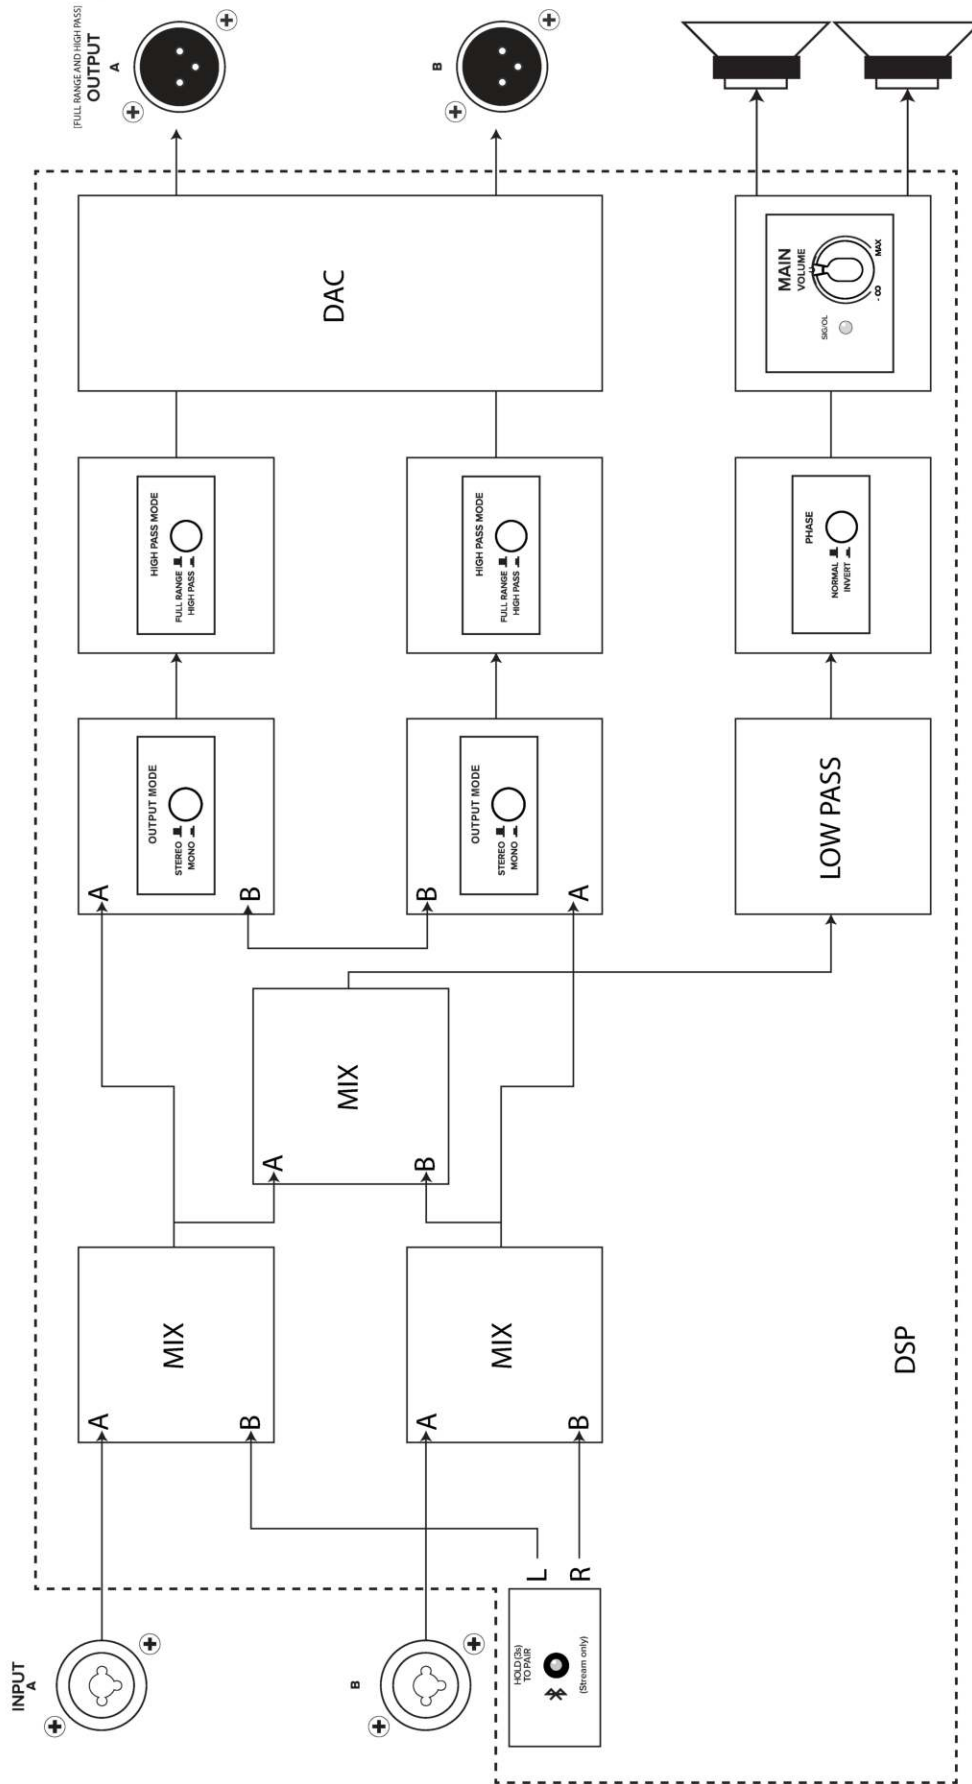 INPUT
A
B
HOLD (3s)
TO PAIR
(Stream only)
L
R
A
MIX
B
A
MIX
B
A
MIX
B
A
OUTPUT MODE
STEREO
MONO
B
B
OUTPUT MODE
STEREO
MONO
A
LOW PASS
HIGH PASS MODE
FULL RANGE
HIGH PASS
HIGH PASS MODE
FULL RANGE
HIGH PASS
PHASE
NORMAL
INVERT
DAC
MAIN
VOLUME
SIG/OL
- ∞
MAX
[FULL RANGE AND HIGH PASS]
OUTPUT
A
B
DSP